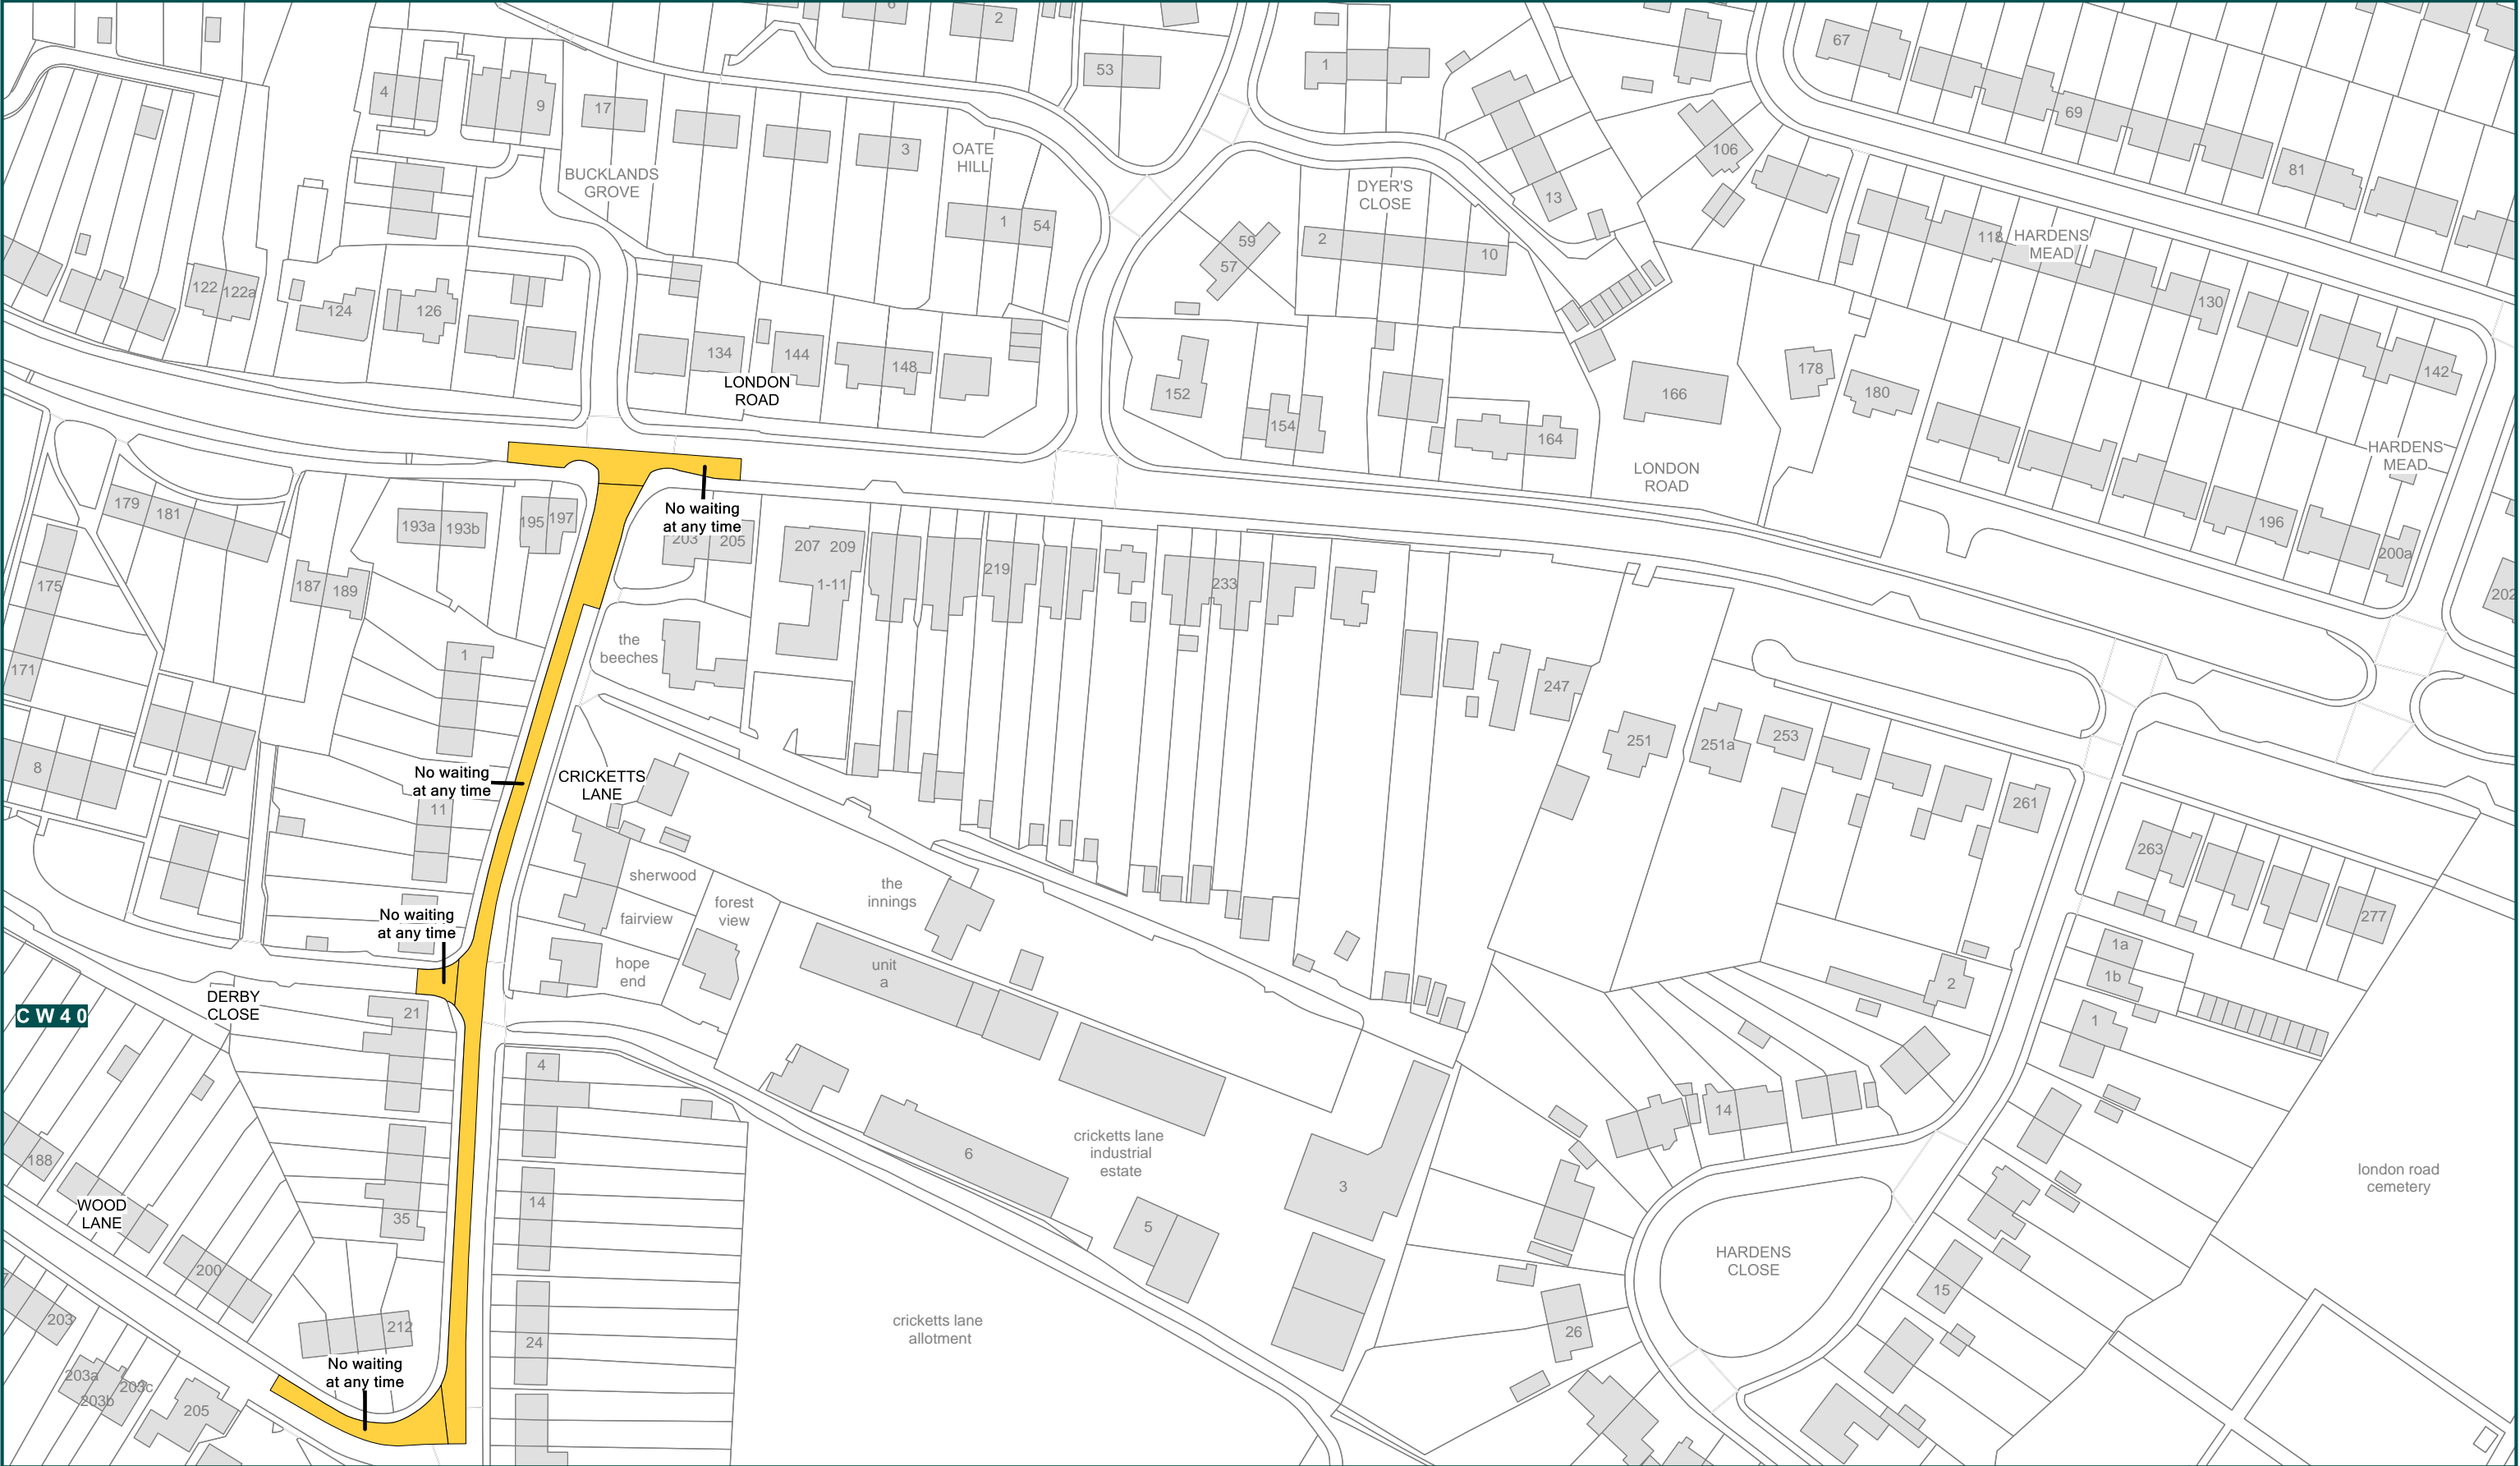 6
2
53
1
67
69
81
4
9
17
3
OATE
HILL
BUCKLANDS
GROVE
1
54
59
57
DYER'S
CLOSE
2
10
13
106
118
HARDENS
MEAD
130
142
122
122a
124
126
134
144
148
LONDON
ROAD
152
154
164
166
178
180
LONDON
ROAD
HARDENS
MEAD
196
200a
202
179
181
193a
193b
195
197
No waiting
at any time
203
205
207
209
1-11
219
233
175
187
189
171
1
the
beeches
247
251
251a
253
261
263
277
8
No waiting
at any time
CRICKETTS
LANE
11
sherwood
fairview
forest
view
hope
end
the
innings
unit
a
No waiting
at any time
DERBY
CLOSE
CW40
21
4
2
1a
1b
1
14
188
WOOD
LANE
35
14
6
cricketts lane
industrial
estate
3
5
london road
cemetery
HARDENS
CLOSE
15
26
200
203
212
24
cricketts lane
allotment
No waiting
at any time
203a
203b
203c
205